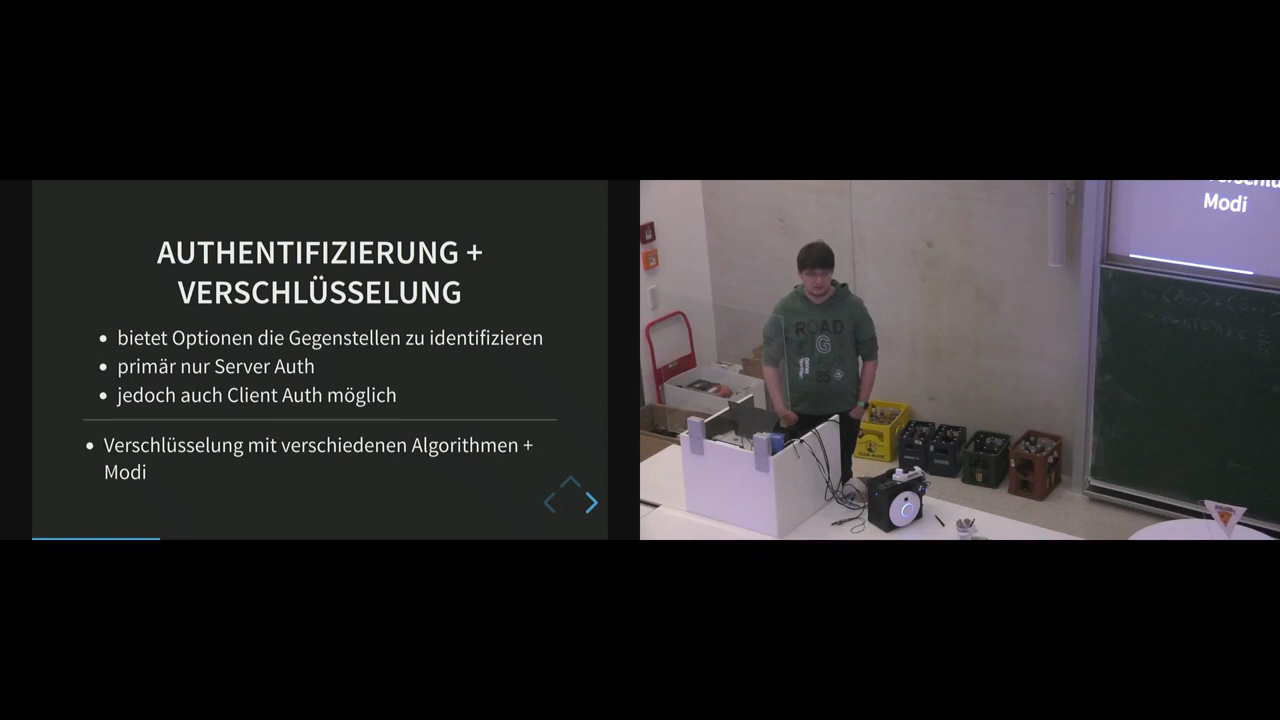 AUTHENTIFIZIERUNG +
VERSCHLÜSSELUNG
bietet Optionen die Gegenstellen zu identifizieren
primär nur Server Auth
jedoch auch Client Auth möglich
Verschlüsselung mit verschiedenen Algorithmen +
Modi
Modi
ROAD
G
85